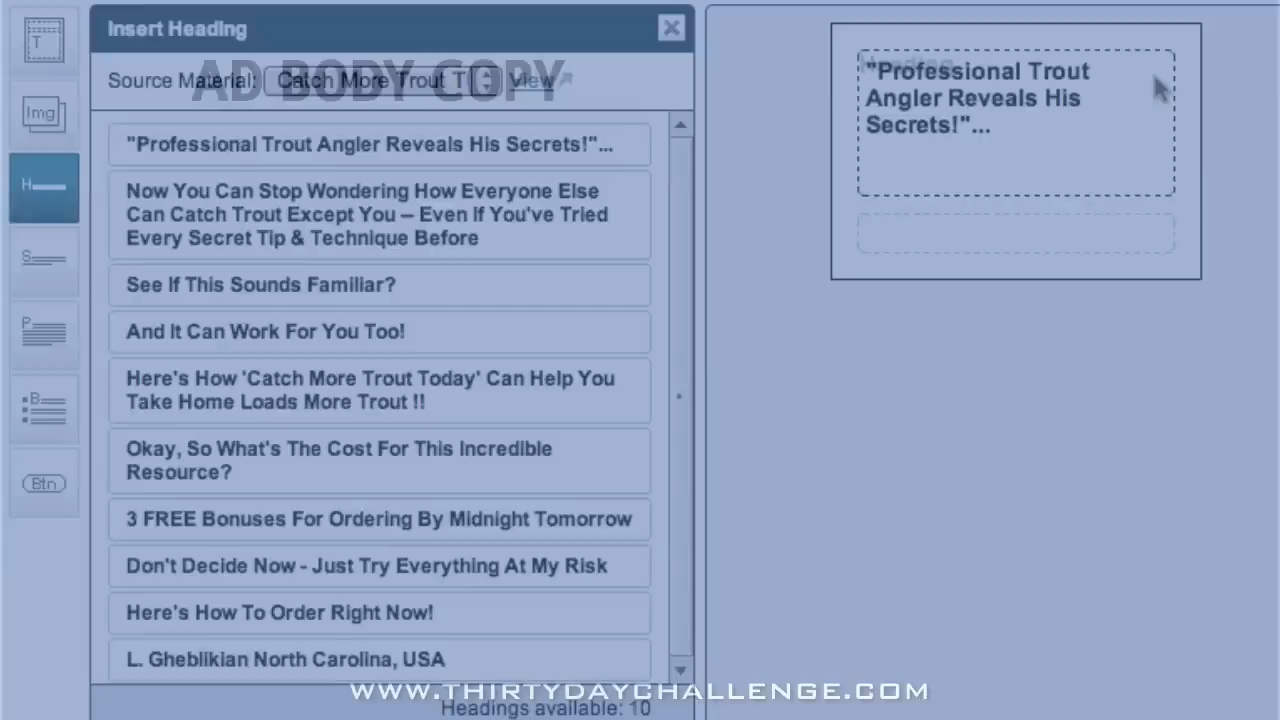 Insert Heading
Source Material: Catch More Trout T View
AD BODY COPY
T
Img
H
S
P
B
Btn
"Professional Trout Angler Reveals His Secrets!"...
Now You Can Stop Wondering How Everyone Else
Can Catch Trout Except You – Even If You've Tried
Every Secret Tip & Technique Before
See If This Sounds Familiar?
And It Can Work For You Too!
Here's How 'Catch More Trout Today' Can Help You
Take Home Loads More Trout !!
Okay, So What's The Cost For This Incredible
Resource?
3 FREE Bonuses For Ordering By Midnight Tomorrow
Don't Decide Now - Just Try Everything At My Risk
Here's How To Order Right Now!
L. Gheblikian North Carolina, USA
Headings available: 10
Heading
"Professional Trout
Angler Reveals His
Secrets!"...
WWW.THIRTYDAYCHALLENGE.COM